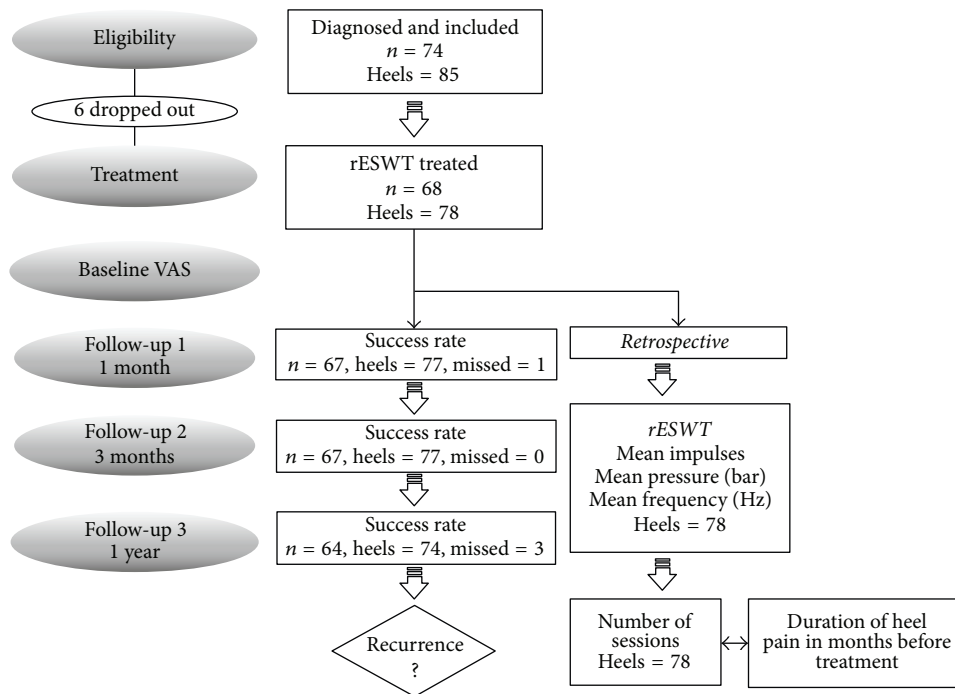 Eligibility
Diagnosed and included
n = 74
Heels = 85
6 dropped out
Treatment
rESWT treated
n = 68
Heels = 78
Baseline VAS
Follow-up 1
1 month
Success rate
n = 67, heels = 77, missed = 1
Retrospective
Follow-up 2
3 months
Success rate
n = 67, heels = 77, missed = 0
rESWT
Mean impulses
Mean pressure (bar)
Mean frequency (Hz)
Heels = 78
Follow-up 3
1 year
Success rate
n = 64, heels = 74, missed = 3
Recurrence
?
Number of
sessions
Heels = 78
Duration of heel
pain in months before
treatment